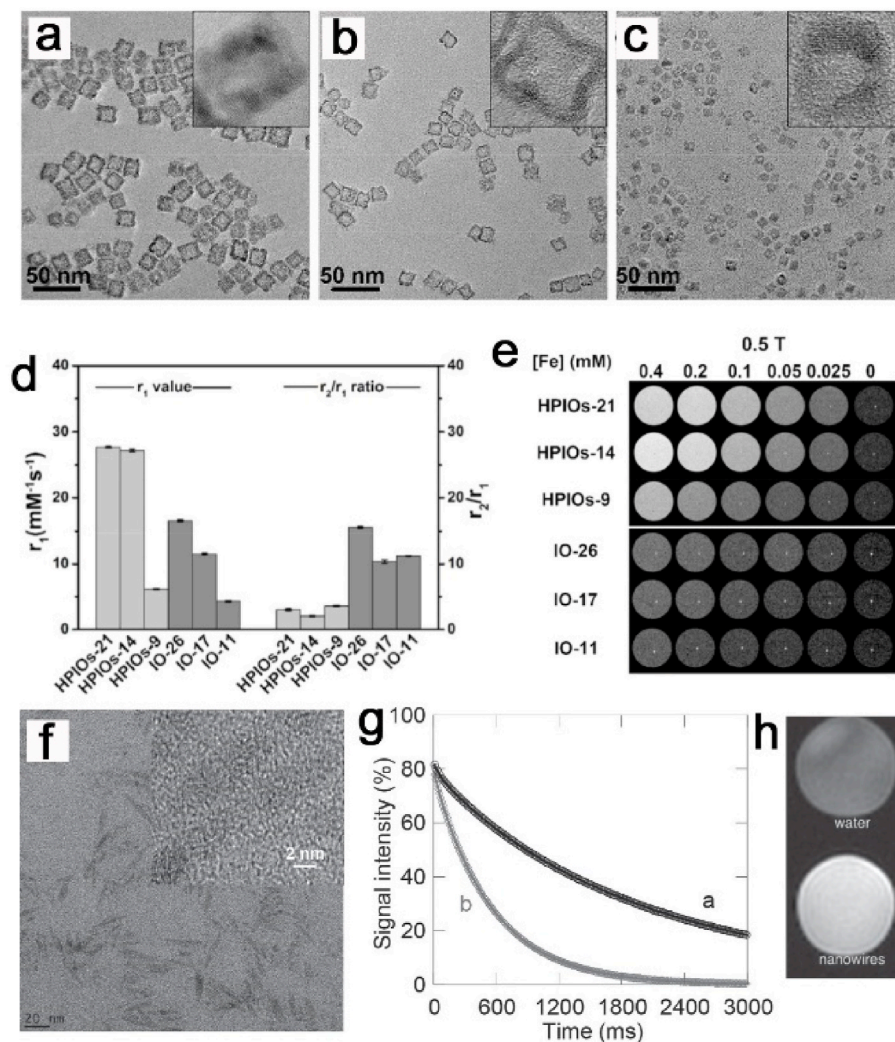 a
50 nm
b
50 nm
c
50 nm
d
r1 value
r2/r1 ratio
r1(mM-1s-1)
r2/r1
40
30
20
10
0
40
30
20
10
0
HPIOs-21
HPIOs-14
HPIOs-9
IO-26
IO-17
IO-11
HPIOs-21
HPIOs-14
HPIOs-9
IO-26
IO-17
IO-11
e
0.5 T
[Fe] (mM) 0.4 0.2 0.1 0.05 0.025 0
HPIOs-21
HPIOs-14
HPIOs-9
IO-26
IO-17
IO-11
f
2 nm
20 nm
g
Signal intensity (%)
100
80
60
40
20
0
a
b
0 600 1200 1800 2400 3000
Time (ms)
h
water
nanowires